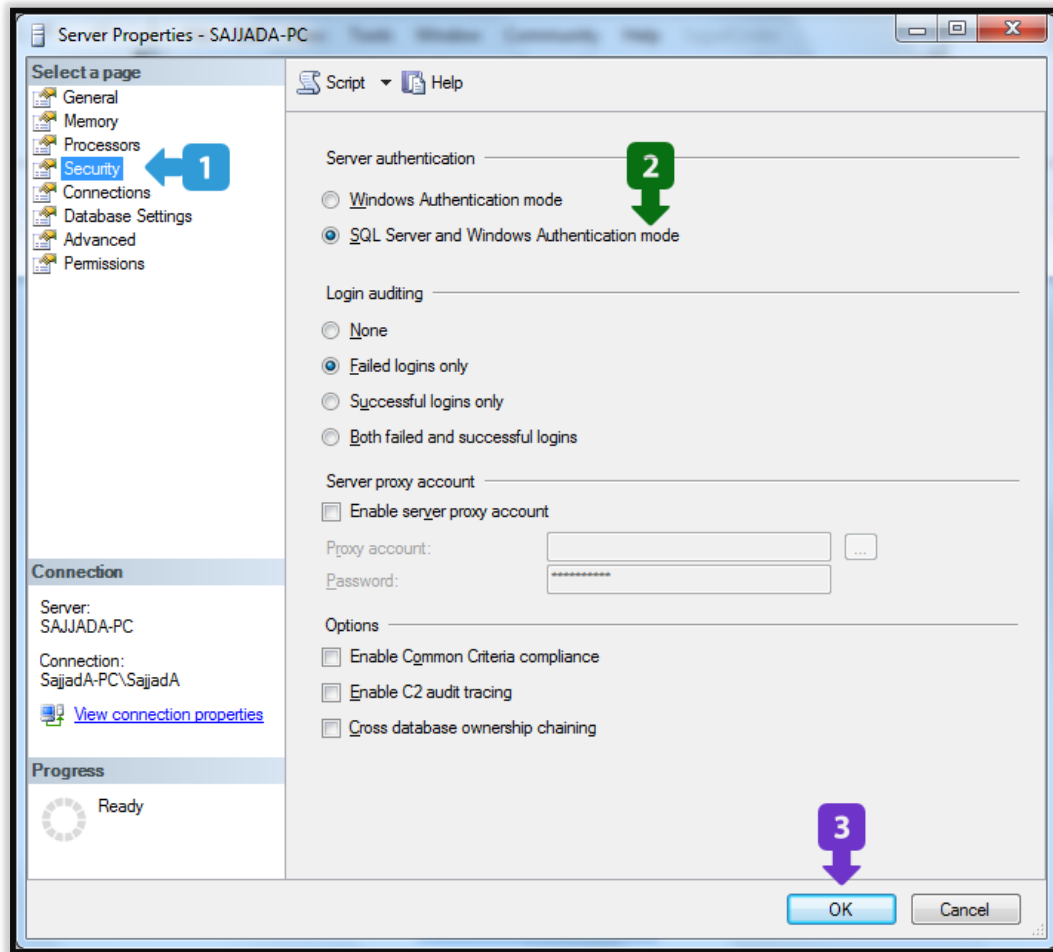 Server Properties - SAJJADA-PC
Tools Window Community Help
Select a page
General
Memory
Processors
Security
Connections
Database Settings
Advanced
Permissions
1
Script Help
Server authentication
2
Windows Authentication mode
SQL Server and Windows Authentication mode
Login auditing
None
Failed logins only
Successful logins only
Both failed and successful logins
Server proxy account
Enable server proxy account
Proxy account:
...
Password:
**********
Options
Enable Common Criteria compliance
Enable C2 audit tracing
Cross database ownership chaining
Connection
Server:
SAJJADA-PC
Connection:
SajjadA-PC\SajjadA
View connection properties
Progress
Ready
3
OK Cancel